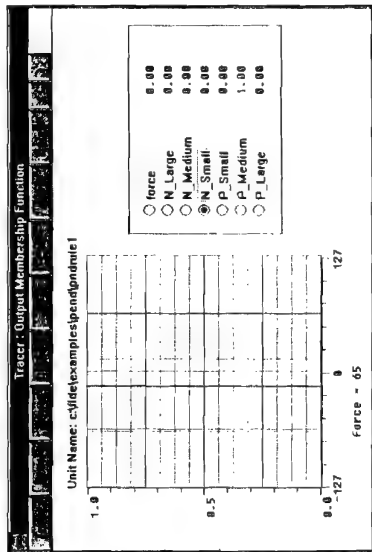 Tracer : Output Membership Function
Unit Name: c:\fide\examples\pend\pndrule1
1.0
0.5
0.0
-127
0
127
force = 65
force 0.00
N_Large 0.00
N_Medium 0.00
N_Small 0.00
P_Small 0.00
P_Medium 1.00
P_Large 0.00